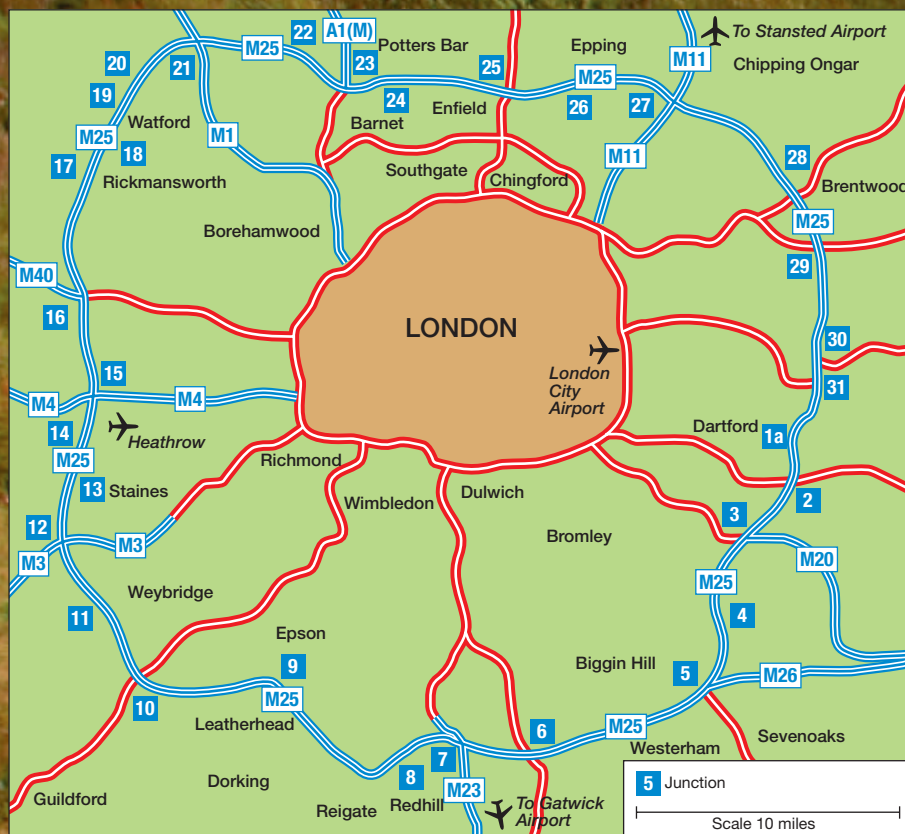 22
A1(M)
To Stansted Airport
20
21
M25
23
Potters Bar
25
Epping
M11
Chipping Ongar
19
24
Enfield
M25
26
27
M25
Watford
M1
Barnet
17
18
Southgate
M11
28
Rickmansworth
Chingford
Brentwood
M25
Borehamwood
29
M40
16
LONDON
30
15
London
City
Airport
31
M4
M4
14
Heathrow
Dartford
1a
M25
Richmond
13
Staines
Wimbledon
Dulwich
2
12
3
M3
M3
Bromley
M20
M25
Weybridge
11
4
Epson
9
Biggin Hill
5
M26
M25
10
Leatherhead
6
M25
Westerham
Sevenoaks
7
8
Dorking
M23
Guildford
Reigate
Redhill
To Gatwick
Airport
5 Junction
Scale 10 miles